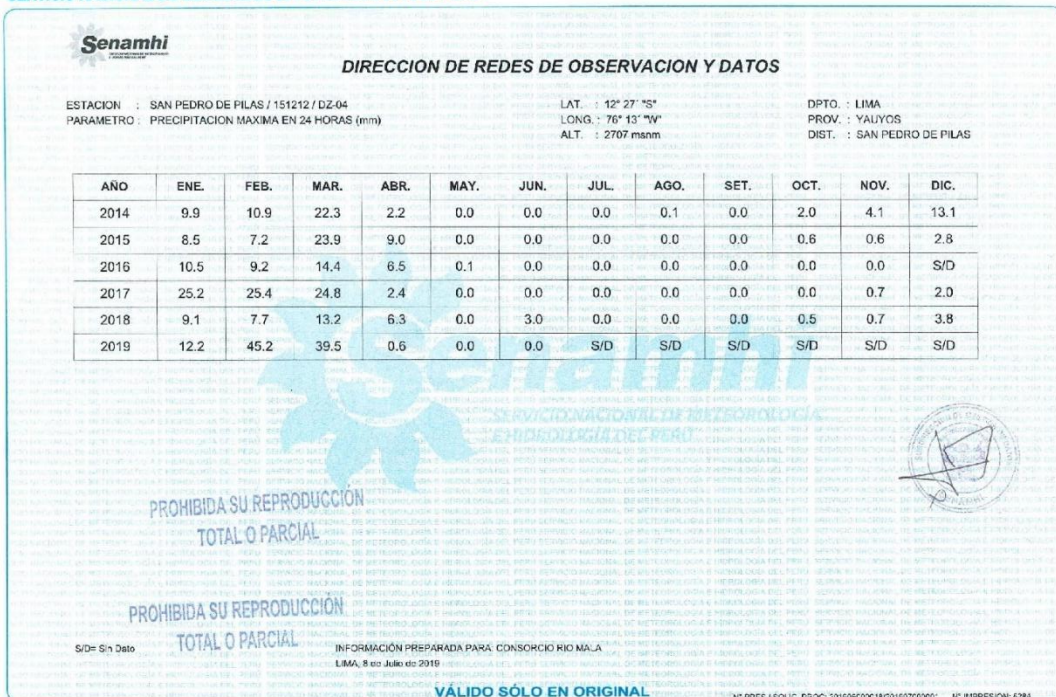 Senamhi
DIRECCIÓN DE REDES DE OBSERVACION Y DATOS
ESTACION : SAN PEDRO DE PILAS / 151212 / DZ-04 LAT. : 12° 27' "S" DPTO. : LIMA
PARAMETRO : PRECIPITACION MAXIMA EN 24 HORAS (mm) LONG. : 76° 13' "W" PROV. : YAUYOS
ALT. : 2707 msnm DIST. : SAN PEDRO DE PILAS
AÑO ENE. FEB. MAR. ABR. MAY. JUN. JUL. AGO. SET. OCT. NOV. DIC.
2014 9.9 10.9 22.3 2.2 0.0 0.0 0.0 0.1 0.0 2.0 4.1 13.1
2015 8.5 7.2 23.9 9.0 0.0 0.0 0.0 0.0 0.0 0.6 0.6 2.8
2016 10.5 9.2 14.4 6.5 0.1 0.0 0.0 0.0 0.0 0.0 0.0 S/D
2017 25.2 25.4 24.8 2.4 0.0 0.0 0.0 0.0 0.0 0.0 0.7 2.0
2018 9.1 7.7 13.2 6.3 0.0 3.0 0.0 0.0 0.0 0.5 0.7 3.8
2019 12.2 45.2 39.5 0.6 0.0 0.0 S/D S/D S/D S/D S/D S/D
Senamhi
SERVICIO NACIONAL DE METEOROLOGÍA
E HIDROLOGÍA DEL PERÚ
PROHIBIDA SU REPRODUCCIÓN
TOTAL O PARCIAL
PROHIBIDA SU REPRODUCCIÓN
TOTAL O PARCIAL
S/D= Sin Dato INFORMACIÓN PREPARADA PARA: CONSORCIO RIO MALA
LIMA, 8 de Julio de 2019
VÁLIDO SÓLO EN ORIGINAL